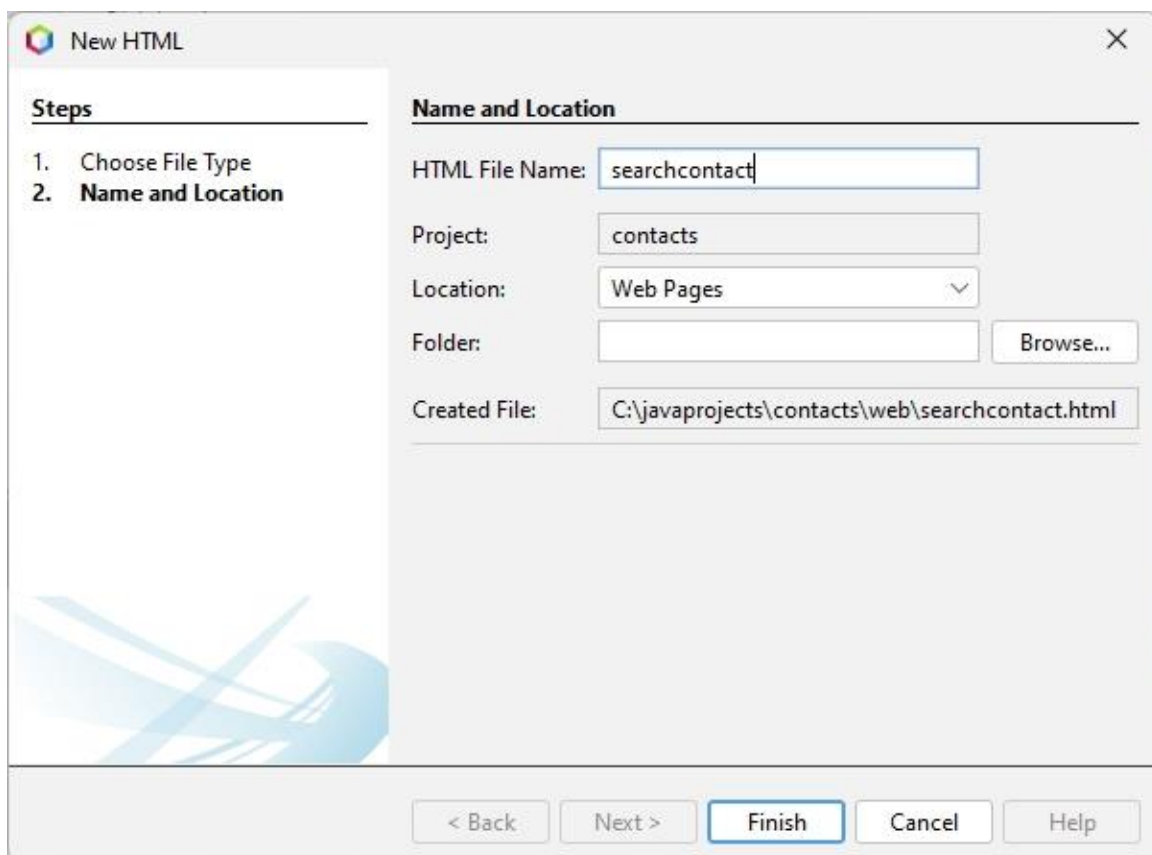 New HTML
Steps
1. Choose File Type
2. Name and Location
Name and Location
HTML File Name: searchcontact
Project: contacts
Location: Web Pages
Folder: Browse...
Created File: C:\javaprojects\contacts\web\searchcontact.html
< Back Next > Finish Cancel Help